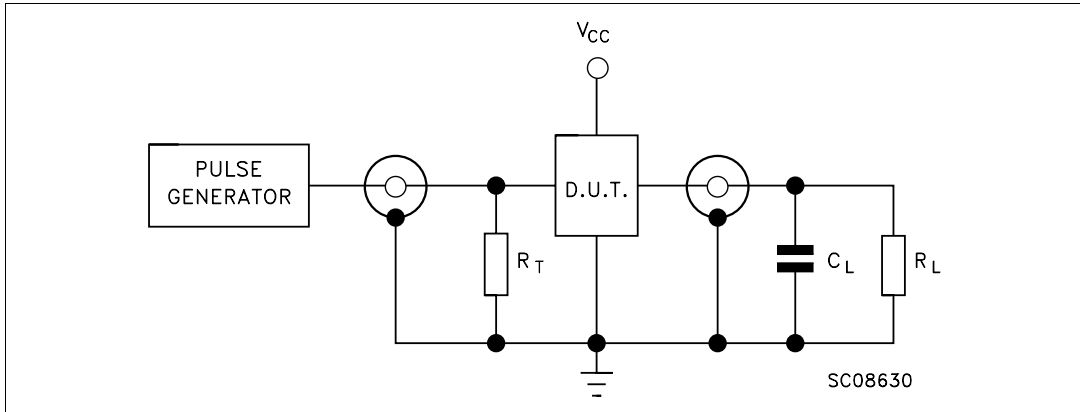 VCC
PULSE
GENERATOR
D.U.T.
RT
CL
RL
SC08630